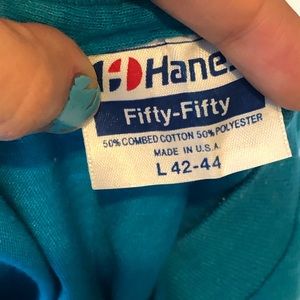 Hanes
Fifty-Fifty
50% COMBED COTTON 50% POLYESTER
MADE IN U.S.A.
L 42-44